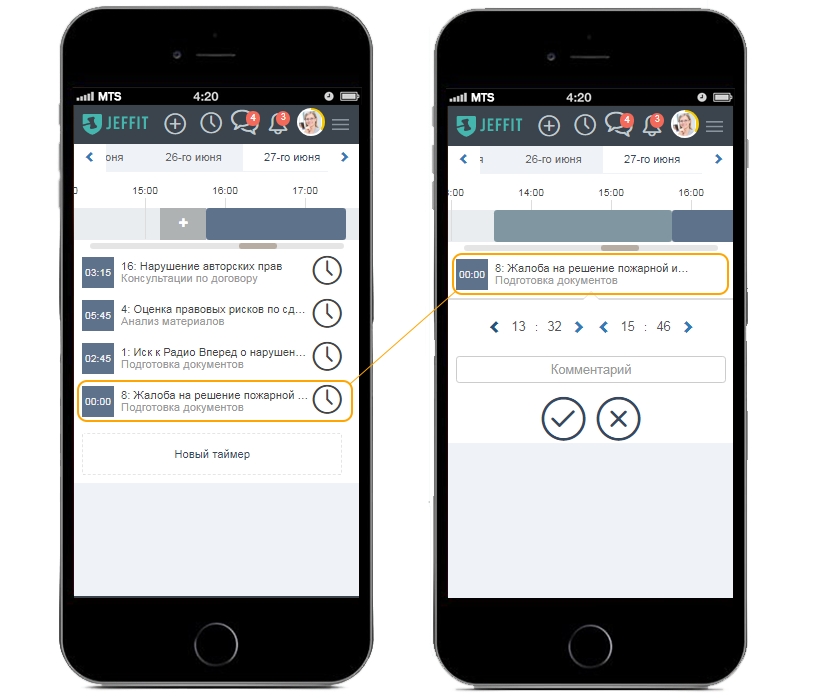 MTS 4:20
JEFFIT 4 3
оня 26-го июня 27-го июня
15:00 16:00 17:00
03:15 16: Нарушение авторских прав
Консультации по договору
05:45 4: Оценка правовых рисков по сд...
Анализ материалов
02:45 1: Иск к Радио Вперед о нарушен...
Подготовка документов
00:00 8: Жалоба на решение пожарной ...
Подготовка документов
Новый таймер
MTS 4:20
JEFFIT 4 3
я 26-го июня 27-го июня
:00 14:00 15:00 16:00
00:00 8: Жалоба на решение пожарной и...
Подготовка документов
13 : 32 15 : 46
Комментарий